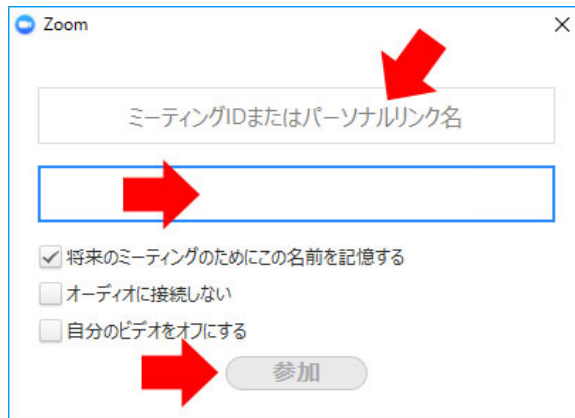 Zoom
ミーティングIDまたはパーソナルリンク名
将来のミーティングのためにこの名前を記憶する
オーディオに接続しない
自分のビデオをオフにする
参加